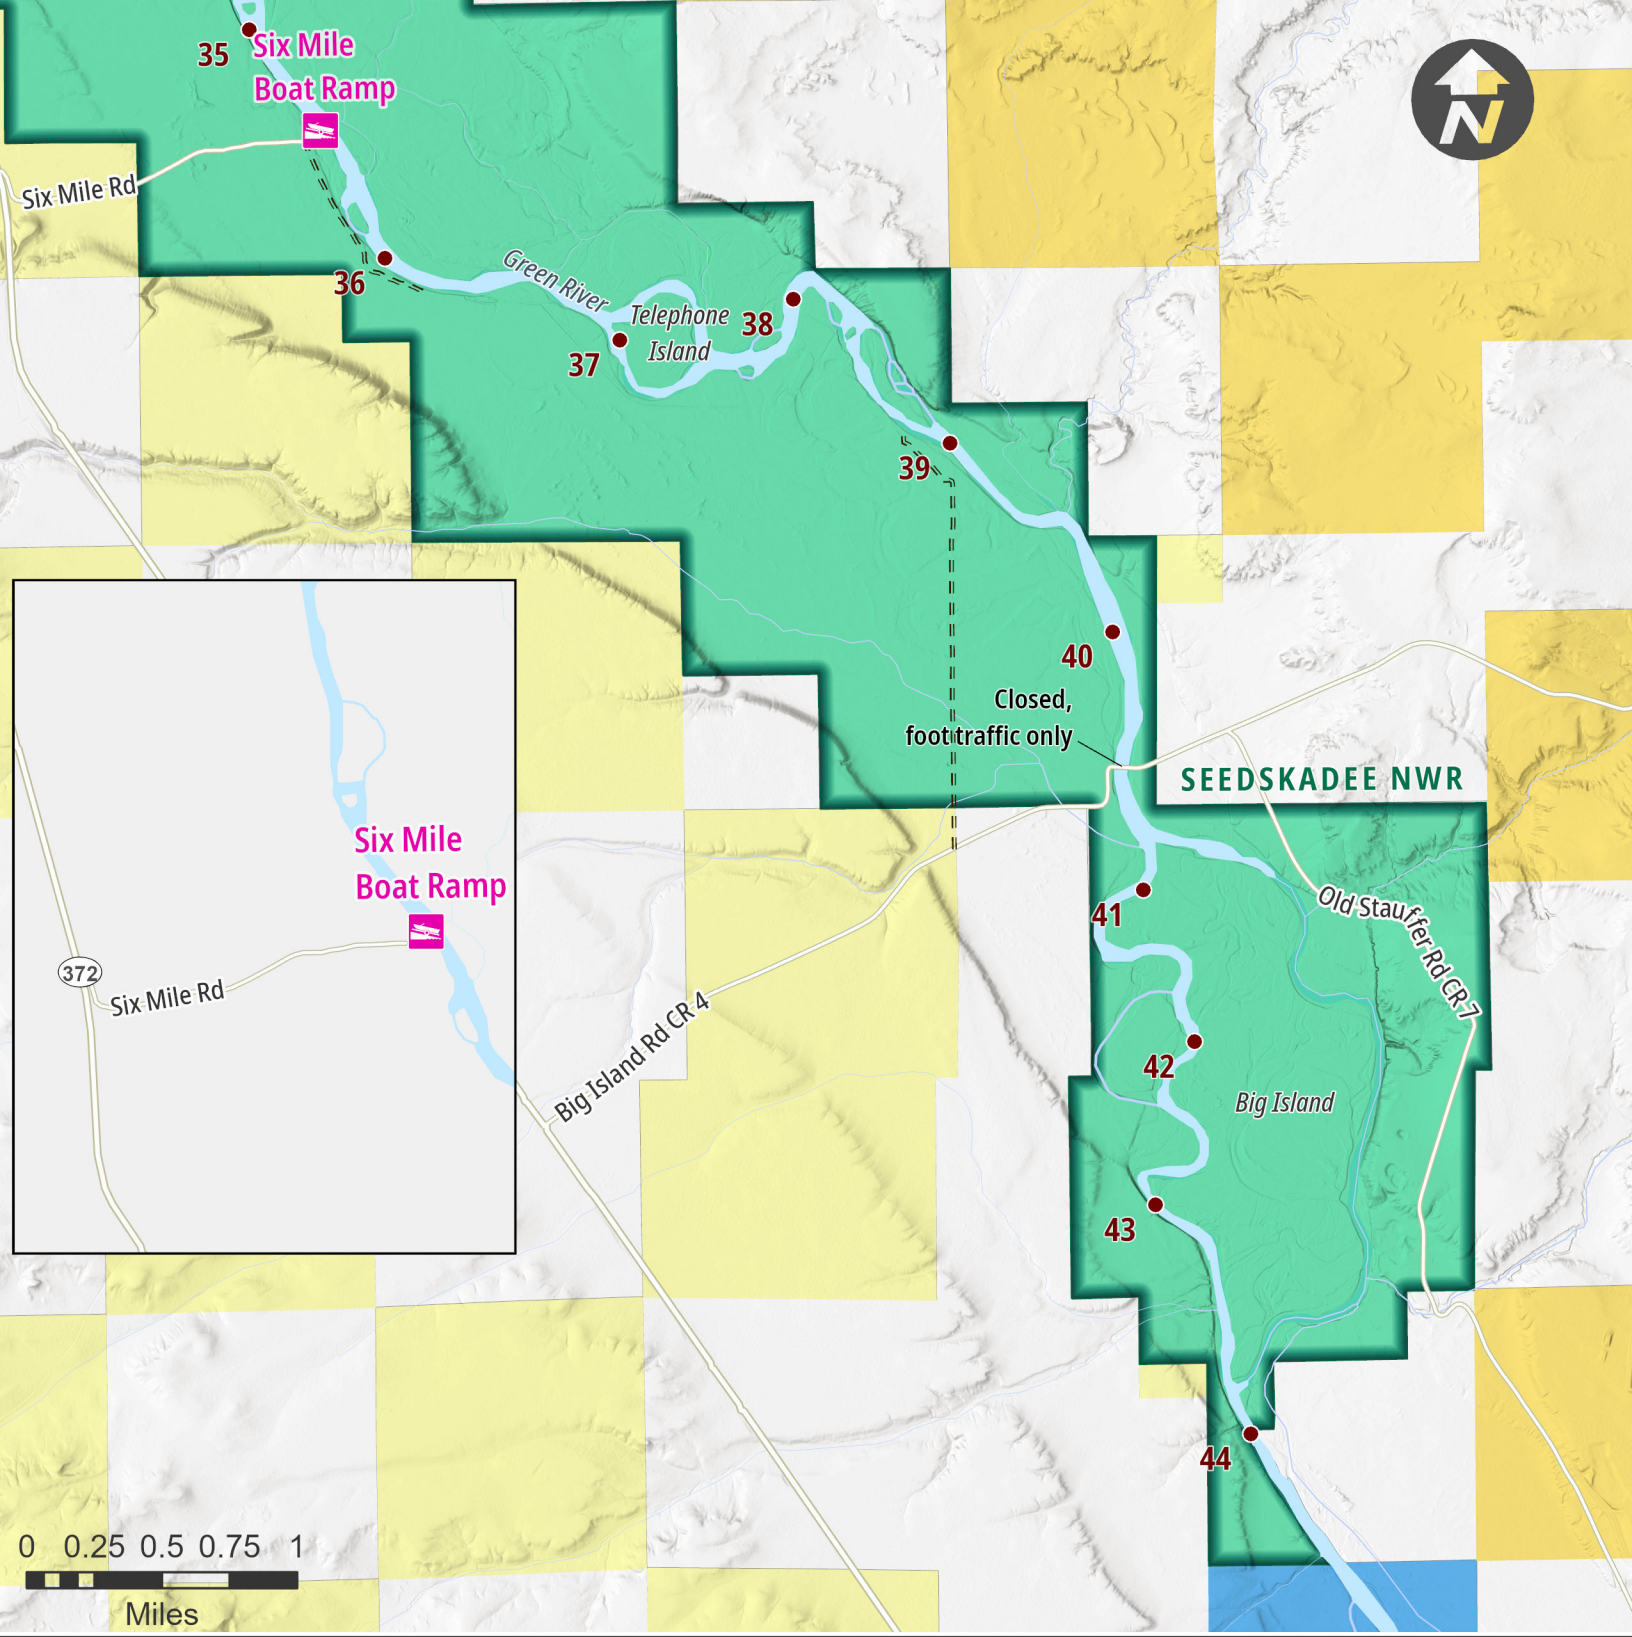 35
Six Mile
Boat Ramp
N
Six Mile Rd
36
Green River
Telephone
Island
37
38
39
40
Closed,
foot traffic only
SEEDSKADEE NWR
Six Mile
Boat Ramp
372
Six Mile Rd
41
Old Stauffer Rd CR 7
Big Island Rd CR 4
42
Big Island
43
44
0 0.25 0.5 0.75 1
Miles